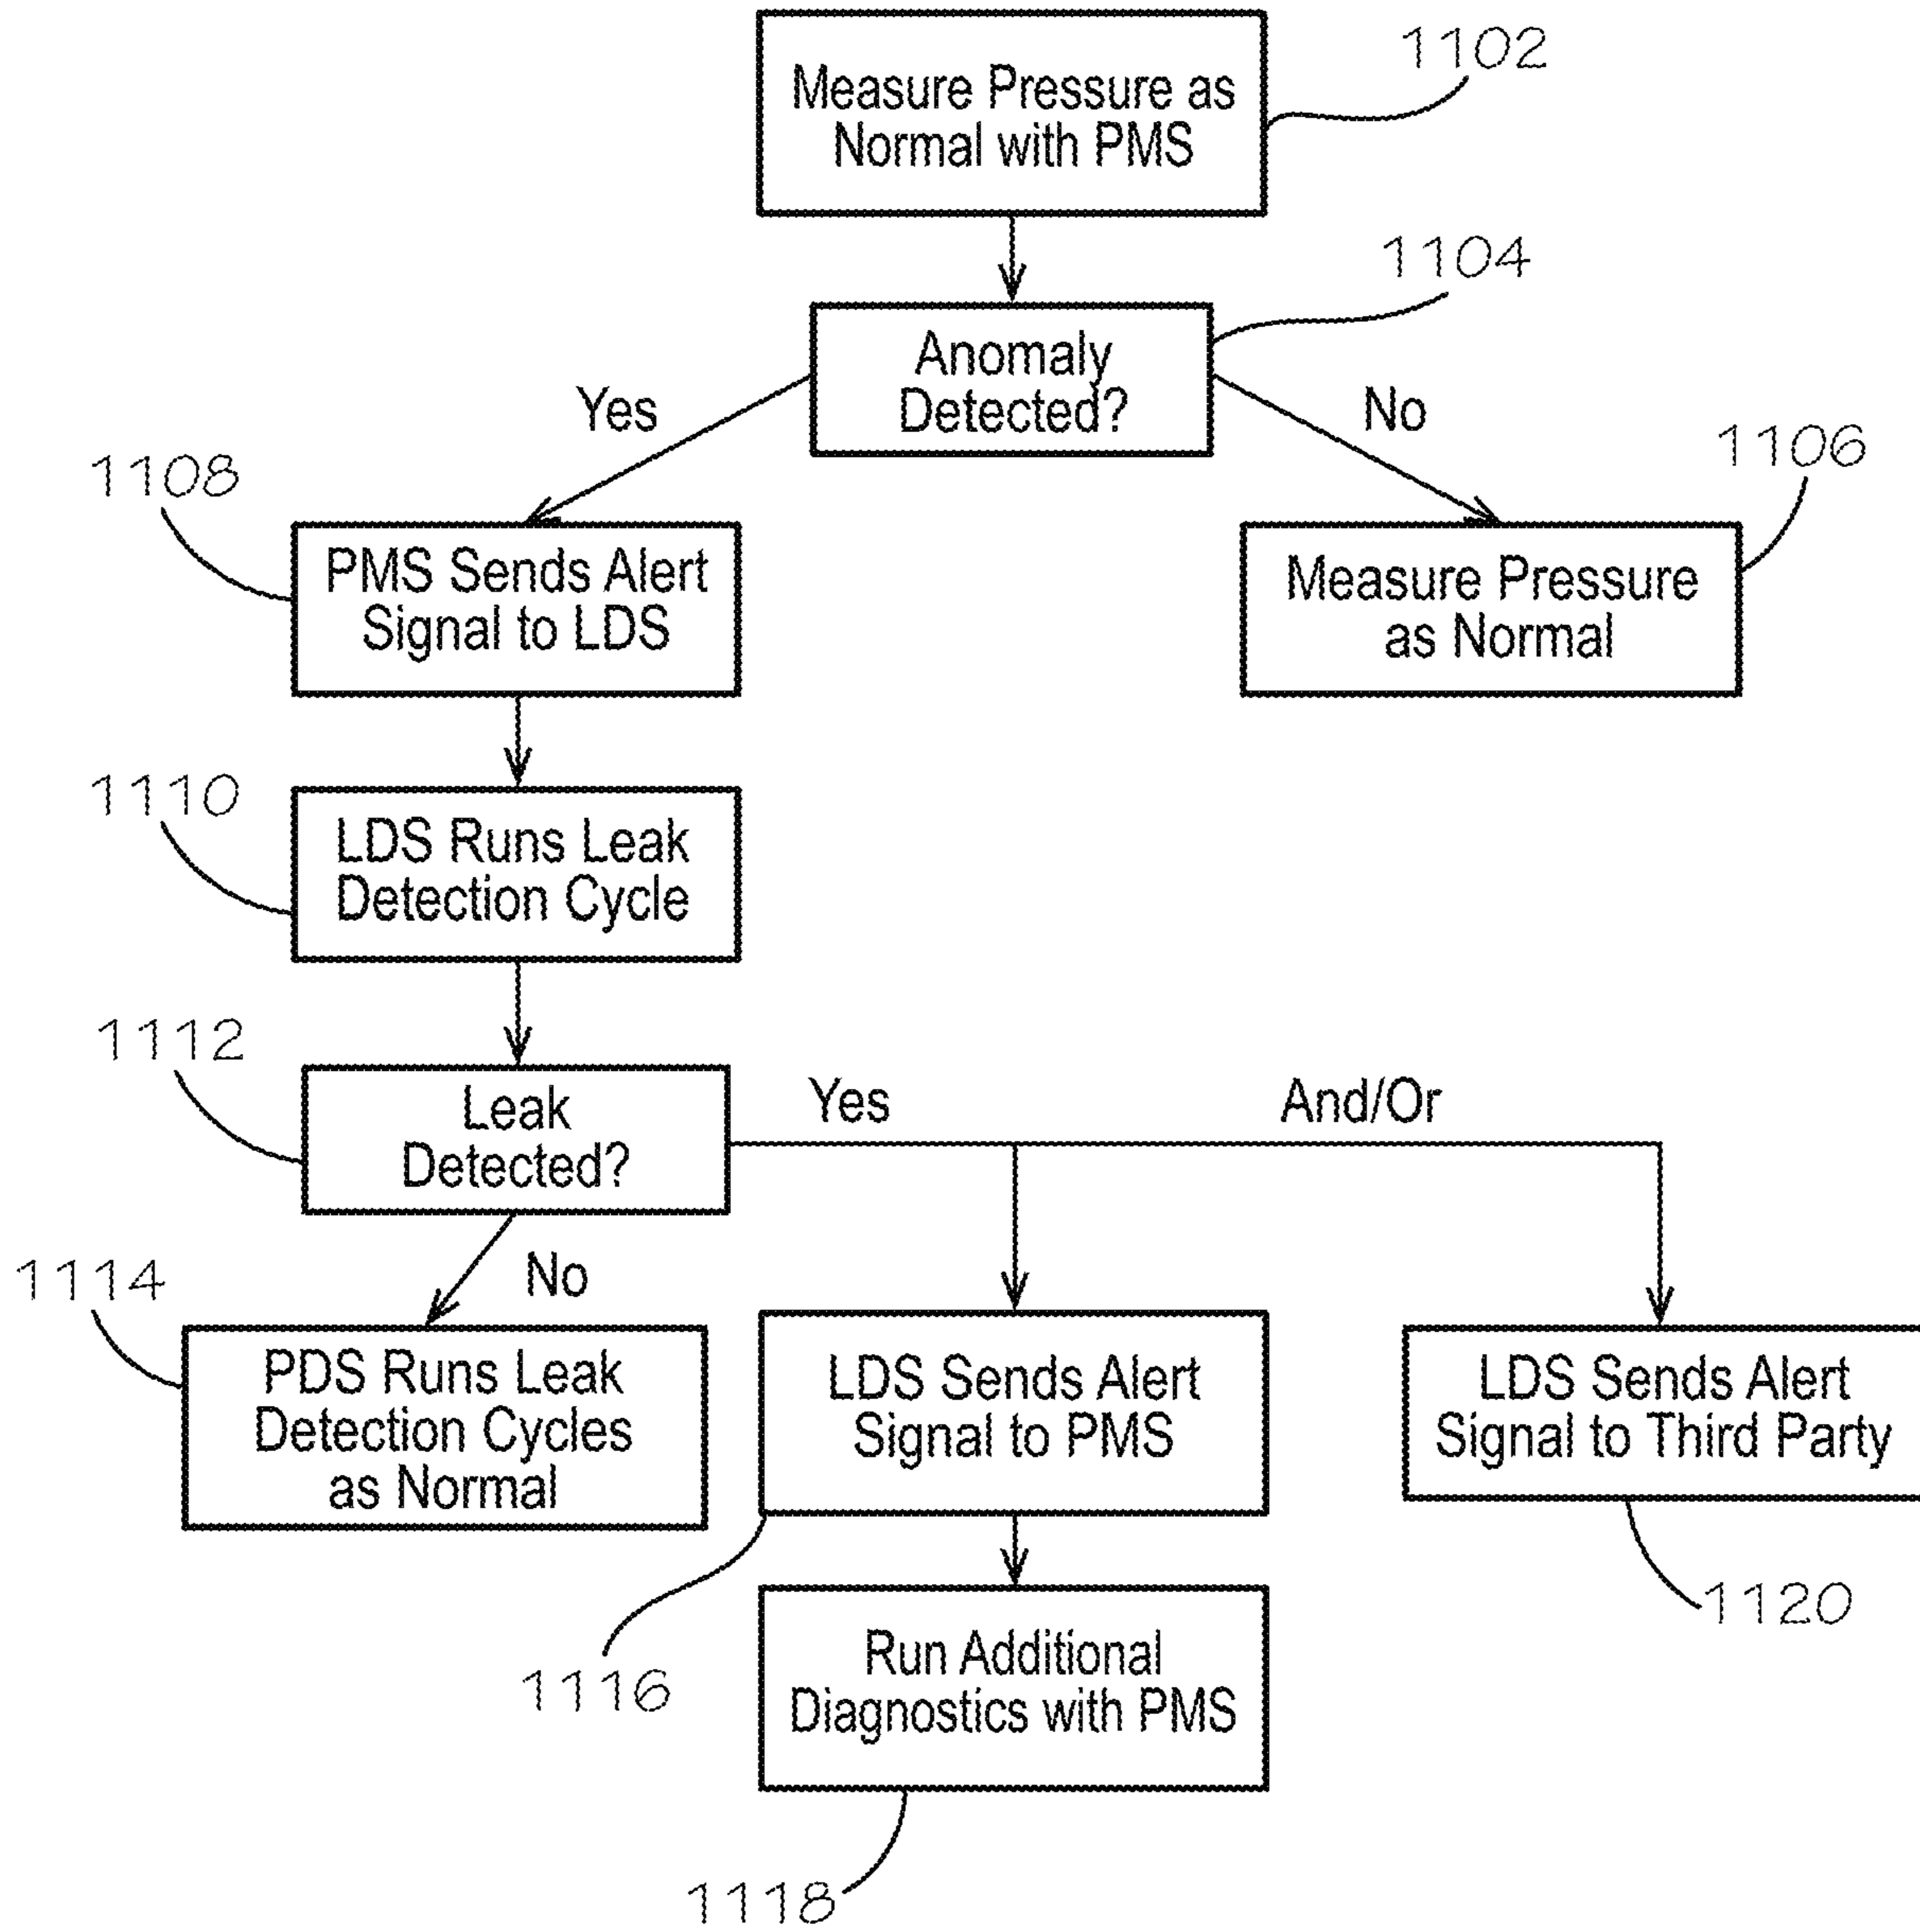 Measure Pressure as
Normal with PMS
1102
1104
Anomaly
Detected?
Yes
No
1108
1106
PMS Sends Alert
Signal to LDS
Measure Pressure
as Normal
1110
LDS Runs Leak
Detection Cycle
1112
Leak
Detected?
Yes
And/Or
No
1114
PDS Runs Leak
Detection Cycles
as Normal
LDS Sends Alert
Signal to PMS
LDS Sends Alert
Signal to Third Party
1116
1120
Run Additional
Diagnostics with PMS
1118